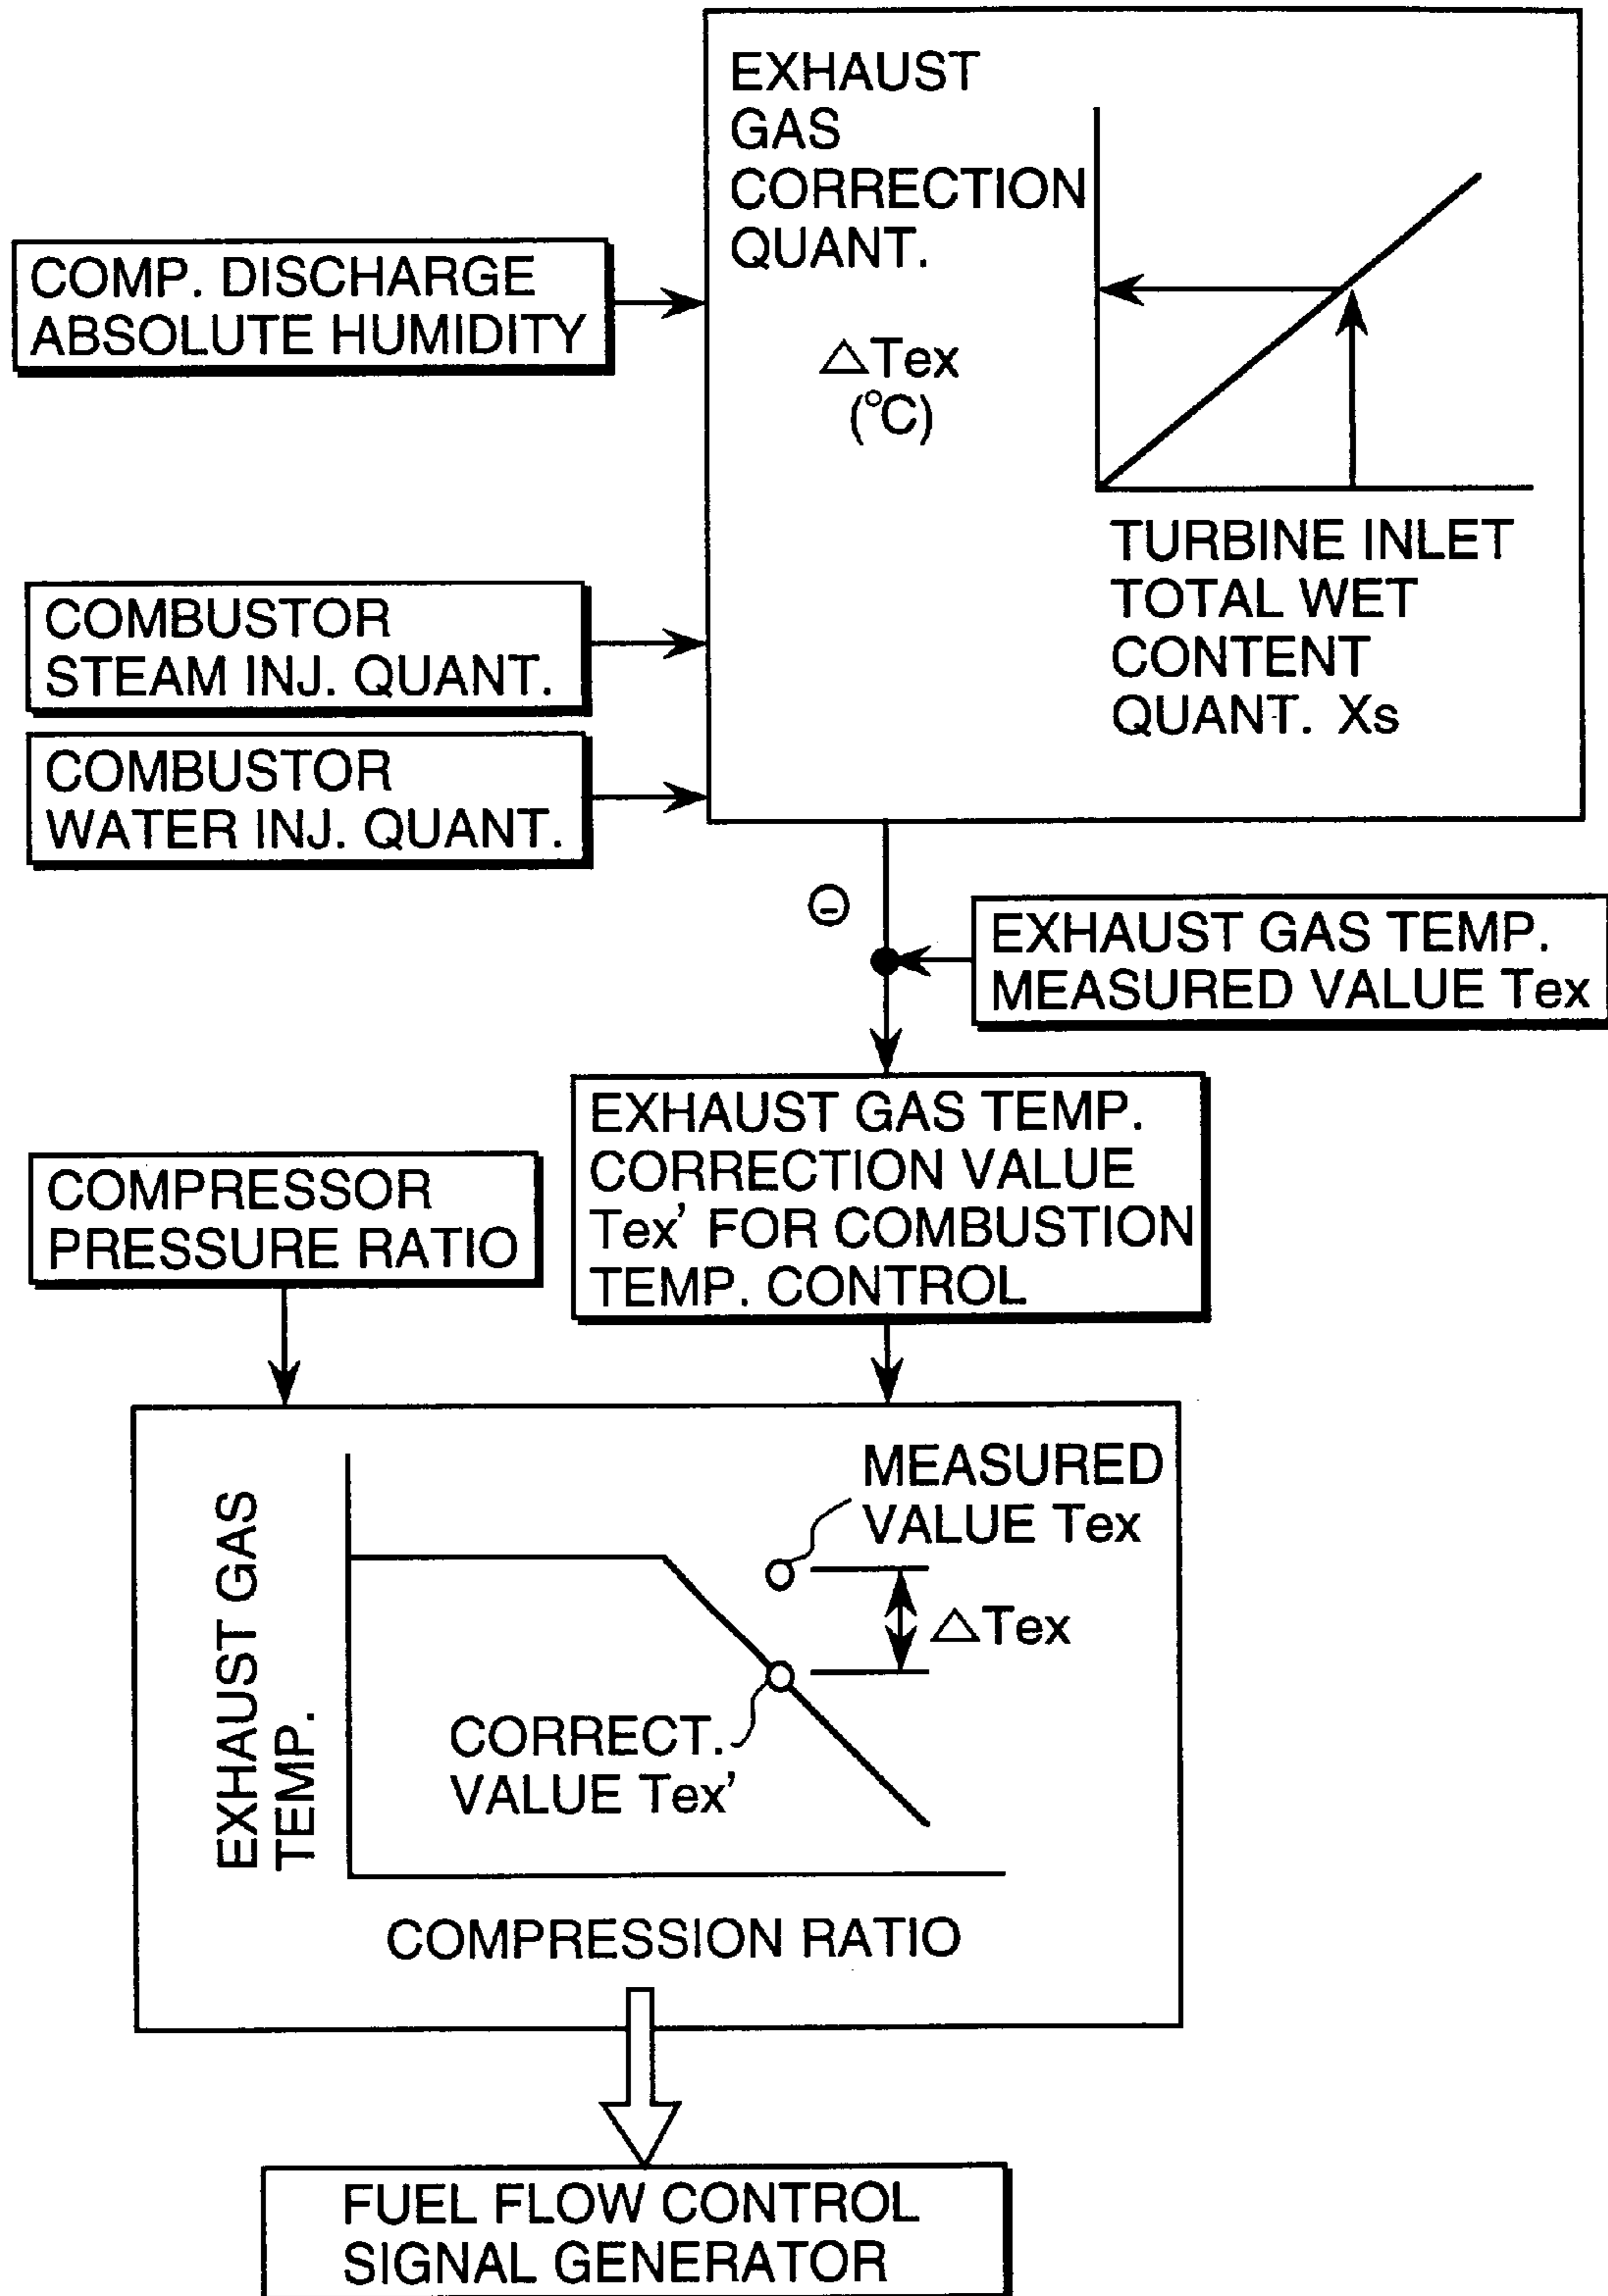 EXHAUST
GAS
CORRECTION
QUANT.
△Tex
(°C)
TURBINE INLET
TOTAL WET
CONTENT
QUANT. Xs
COMP. DISCHARGE
ABSOLUTE HUMIDITY
COMBUSTOR
STEAM INJ. QUANT.
COMBUSTOR
WATER INJ. QUANT.
⊖
EXHAUST GAS TEMP.
MEASURED VALUE Tex
EXHAUST GAS TEMP.
CORRECTION VALUE
Tex' FOR COMBUSTION
TEMP. CONTROL
COMPRESSOR
PRESSURE RATIO
EXHAUST GAS
TEMP.
MEASURED
VALUE Tex
△Tex
CORRECT.
VALUE Tex'
COMPRESSION RATIO
FUEL FLOW CONTROL
SIGNAL GENERATOR